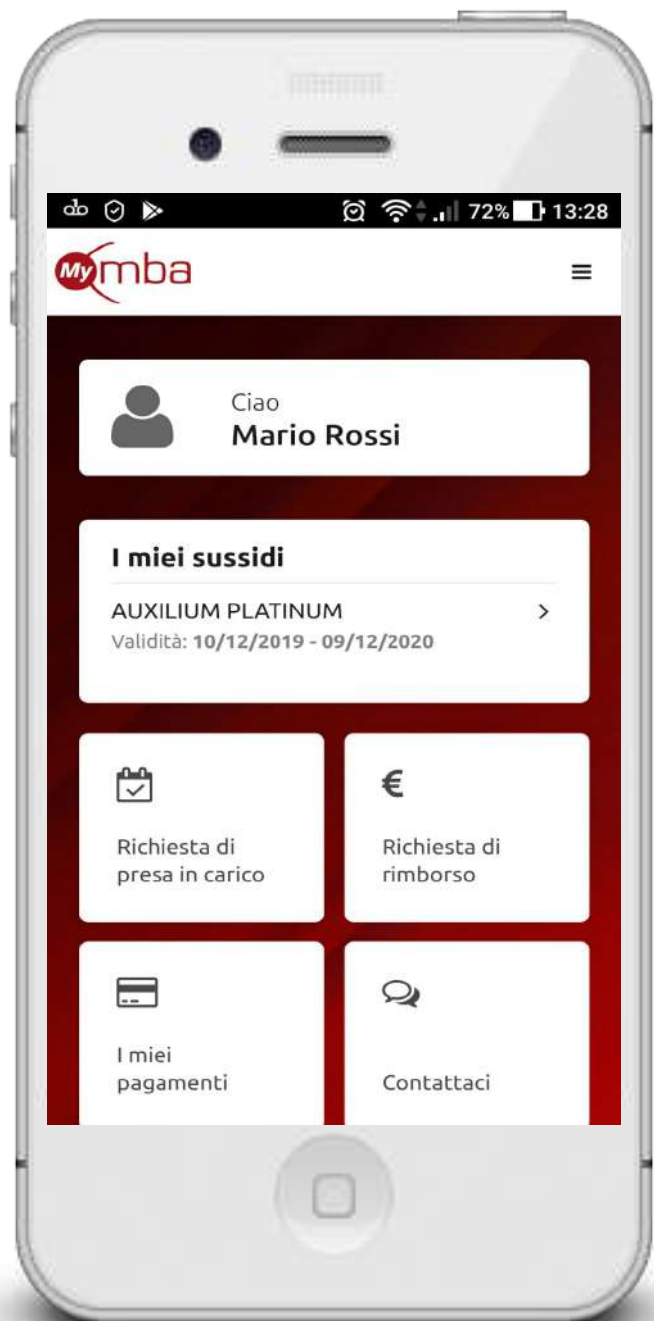 72% 13:28
My mba
Ciao
Mario Rossi
I miei sussidi
AUXILIUM PLATINUM
Validità: 10/12/2019 - 09/12/2020
Richiesta di
presa in carico
€
Richiesta di
rimborso
I miei
pagamenti
Contattaci